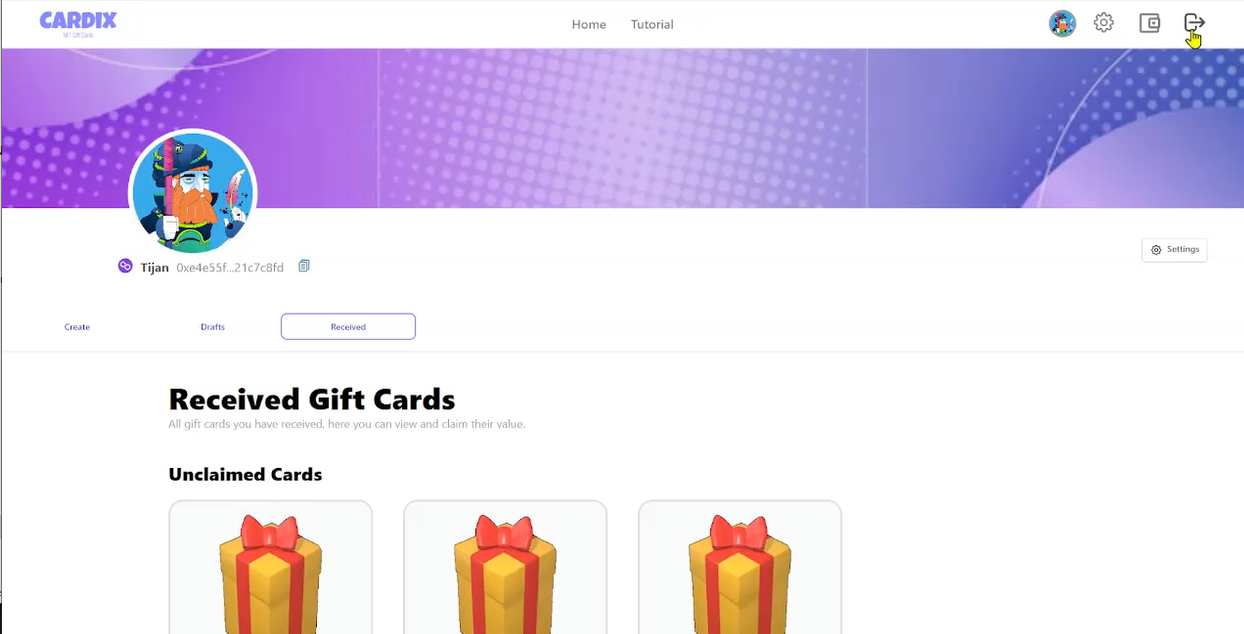 CARDIX
Home
Tutorial
Settings
Tijan 0xe4e55f...21c7c8fd
Create
Drafts
Received
Received Gift Cards
All gift cards you have received, here you can view and claim their value.
Unclaimed Cards